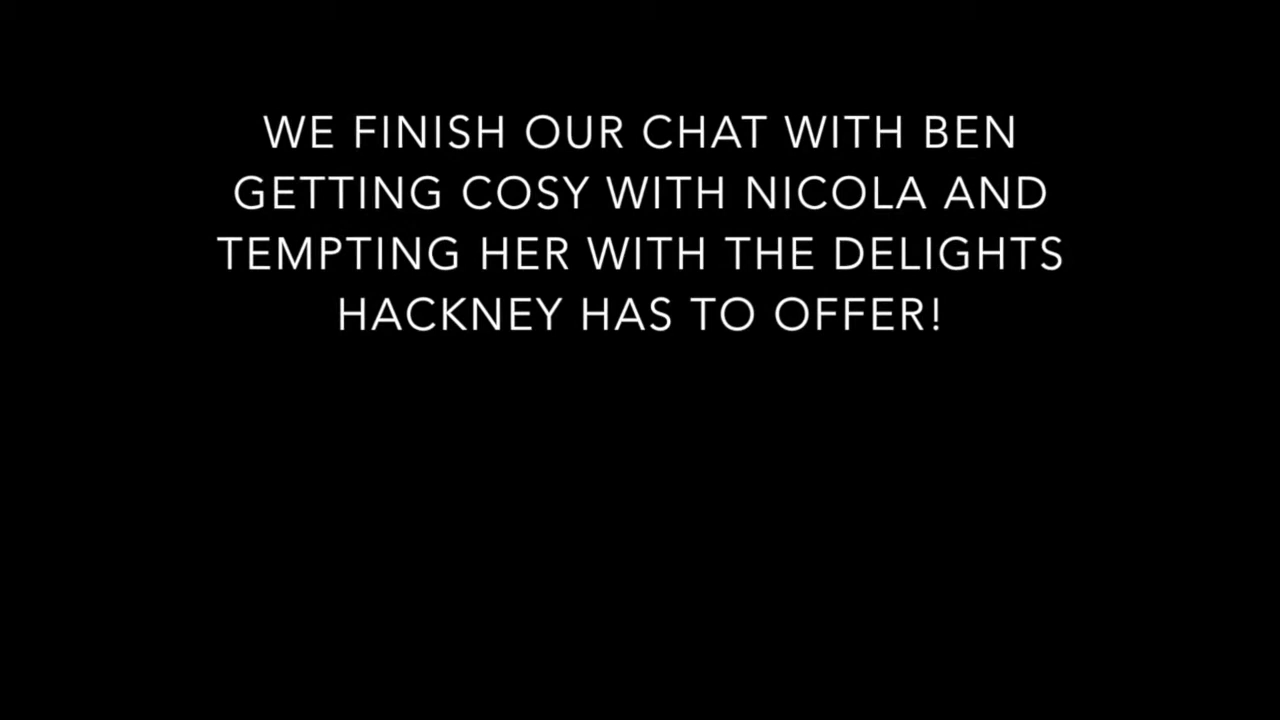 WE FINISH OUR CHAT WITH BEN
GETTING COSY WITH NICOLA AND
TEMPTING HER WITH THE DELIGHTS
HACKNEY HAS TO OFFER!